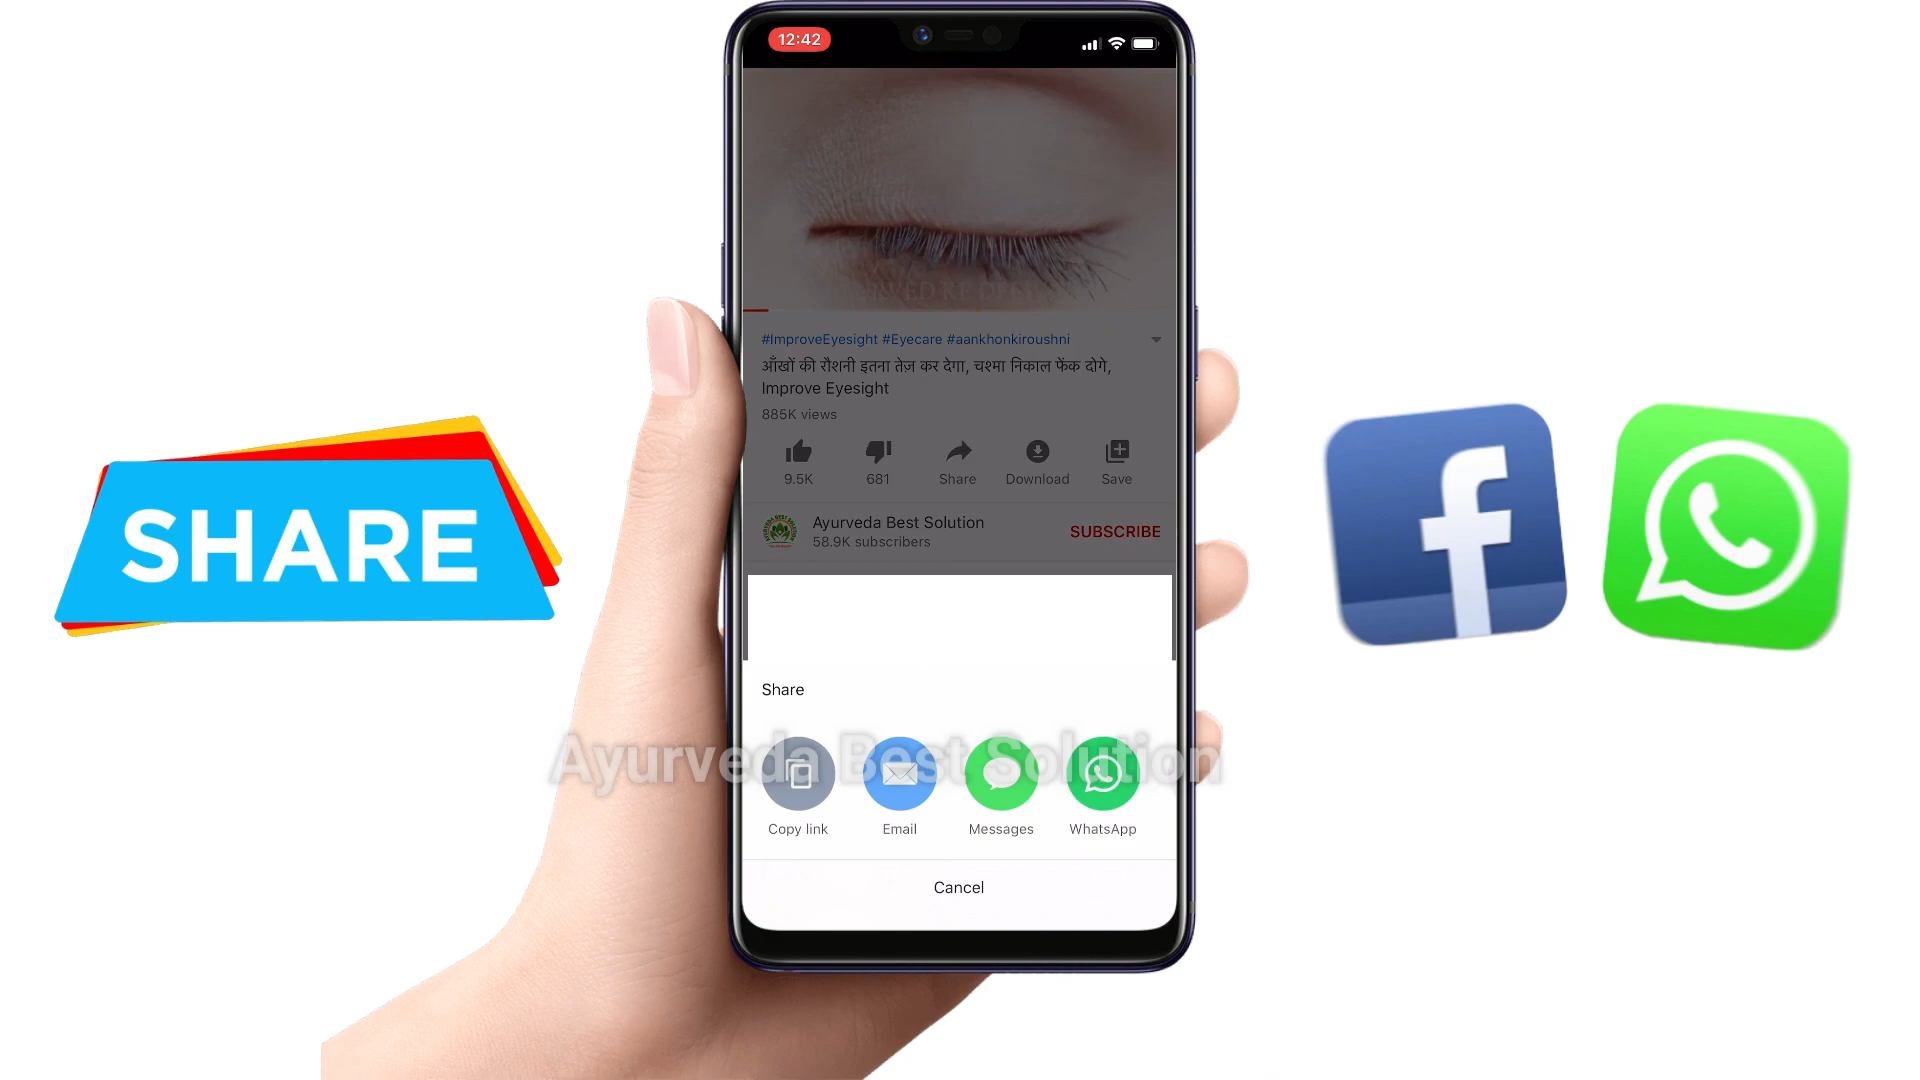 12:42
#ImproveEyesight #Eyecare #aankhonkiroushni
आँखों की रौशनी इतना तेज़ कर देगा, चश्मा निकाल फेंक दोगे,
Improve Eyesight
885K views
9.5K
681
Share
Download
Save
Ayurveda Best Solution
58.9K subscribers
SUBSCRIBE
SHARE
Share
Ayurveda Best Solution
Copy link
Email
Messages
WhatsApp
Cancel